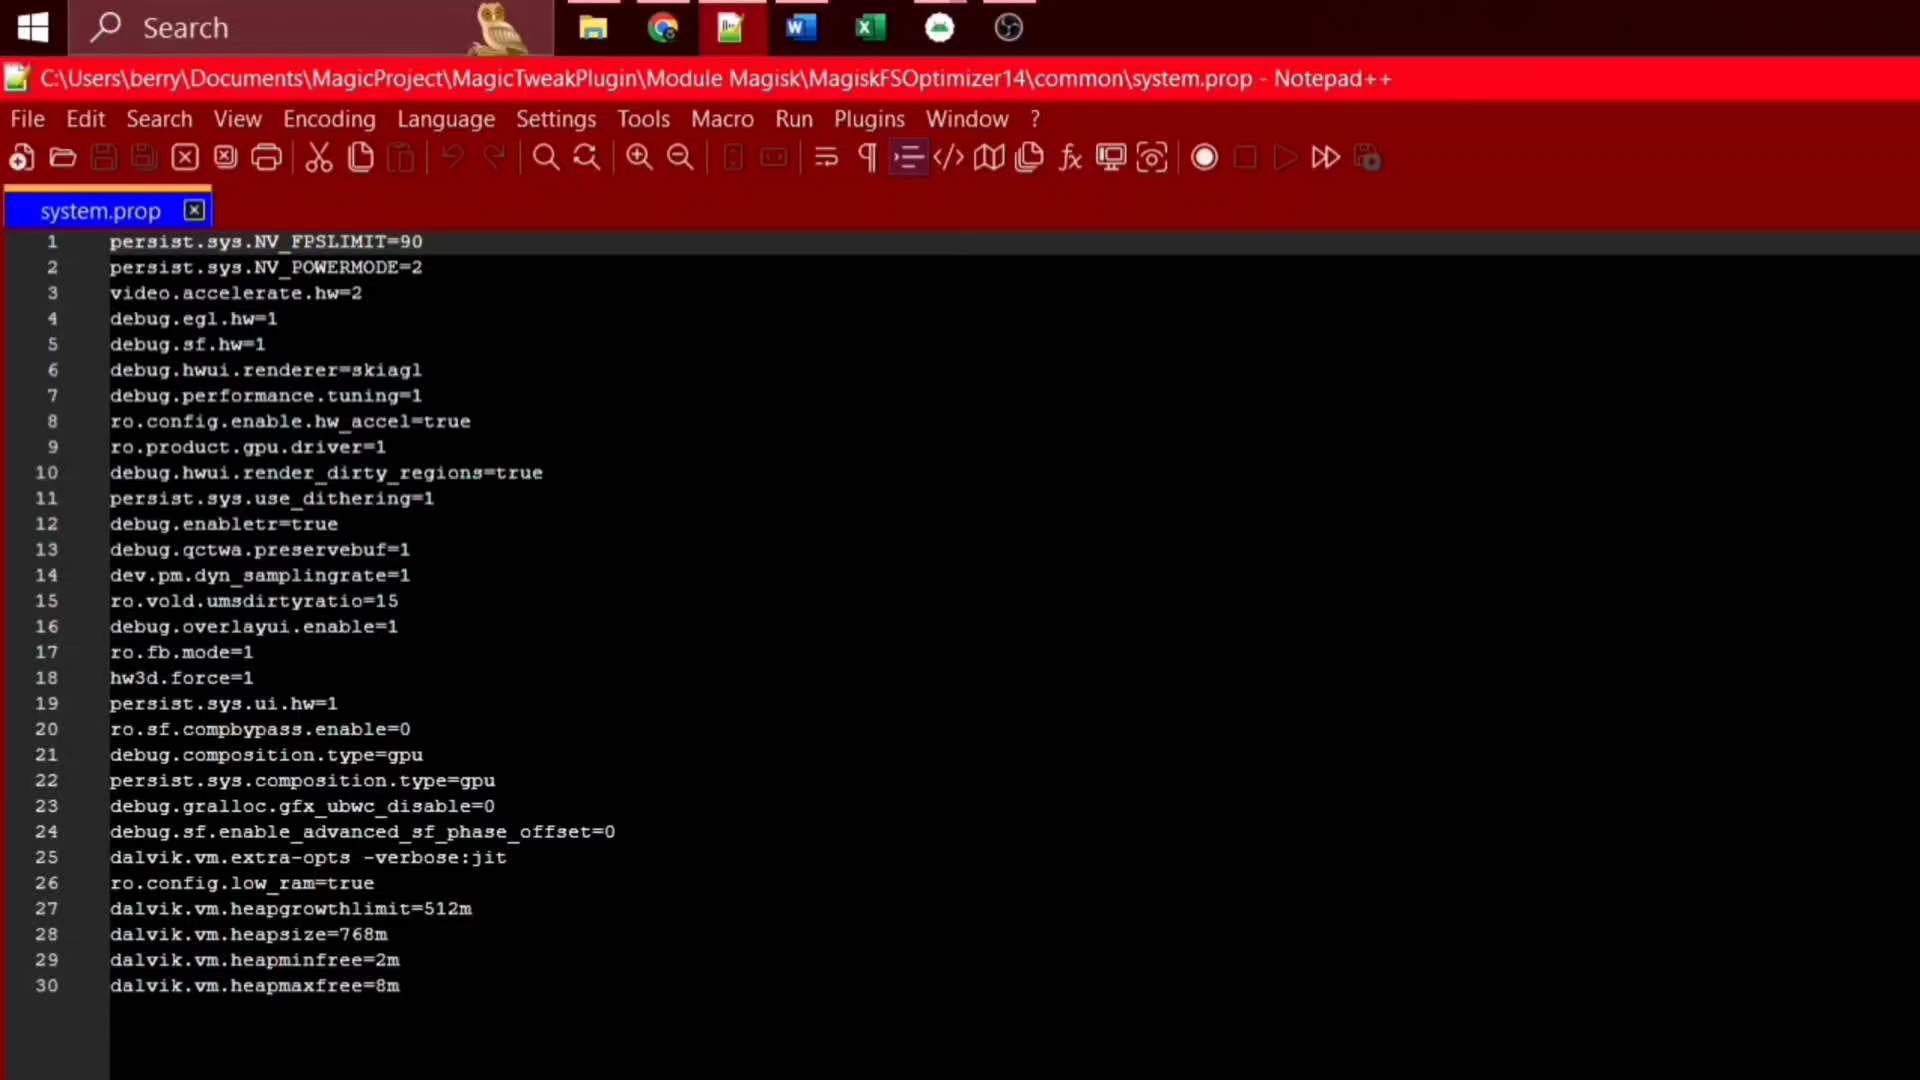 Search
C:\Users\berry\Documents\MagicProject\MagicTweakPlugin\Module Magisk\MagiskFSOptimizer14\common\system.prop - Notepad++
File Edit Search View Encoding Language Settings Tools Macro Run Plugins Window ?
system.prop
1 persist.sys.NV_FPSLIMIT=90
2 persist.sys.NV_POWERMODE=2
3 video.accelerate.hw=2
4 debug.egl.hw=1
5 debug.sf.hw=1
6 debug.hwui.renderer=skiagl
7 debug.performance.tuning=1
8 ro.config.enable.hw_accel=true
9 ro.product.gpu.driver=1
10 debug.hwui.render_dirty_regions=true
11 persist.sys.use_dithering=1
12 debug.enabletr=true
13 debug.qctwa.preservebuf=1
14 dev.pm.dyn_samplingrate=1
15 ro.vold.umsdirtyratio=15
16 debug.overlayui.enable=1
17 ro.fb.mode=1
18 hw3d.force=1
19 persist.sys.ui.hw=1
20 ro.sf.compbypass.enable=0
21 debug.composition.type=gpu
22 persist.sys.composition.type=gpu
23 debug.gralloc.gfx_ubwc_disable=0
24 debug.sf.enable_advanced_sf_phase_offset=0
25 dalvik.vm.extra-opts -verbose:jit
26 ro.config.low_ram=true
27 dalvik.vm.heapgrowthlimit=512m
28 dalvik.vm.heapsize=768m
29 dalvik.vm.heapminfree=2m
30 dalvik.vm.heapmaxfree=8m